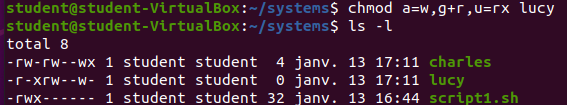 student@student-VirtualBox:~/systems$ chmod a=w,g+r,u=rx lucy
student@student-VirtualBox:~/systems$ ls -l
total 8
-rw-rw--wx 1 student student  4 janv. 13 17:11 charles
-r-xrw--w- 1 student student  0 janv. 13 17:11 lucy
-rwx------ 1 student student 32 janv. 13 16:44 script1.sh